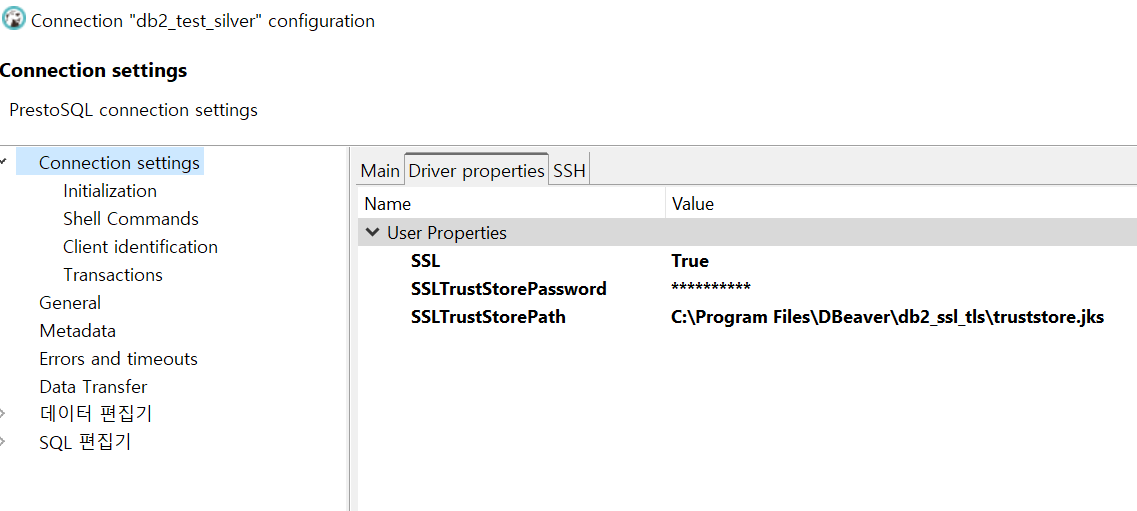 Connection "db2_test_silver" configuration
Connection settings
PrestoSQL connection settings
Connection settings
Initialization
Shell Commands
Client identification
Transactions
General
Metadata
Errors and timeouts
Data Transfer
데이터 편집기
SQL 편집기
Main Driver properties SSH
Name Value
User Properties
SSL True
SSLTrustStorePassword **********
SSLTrustStorePath C:\Program Files\DBeaver\db2_ssl_tls\truststore.jks